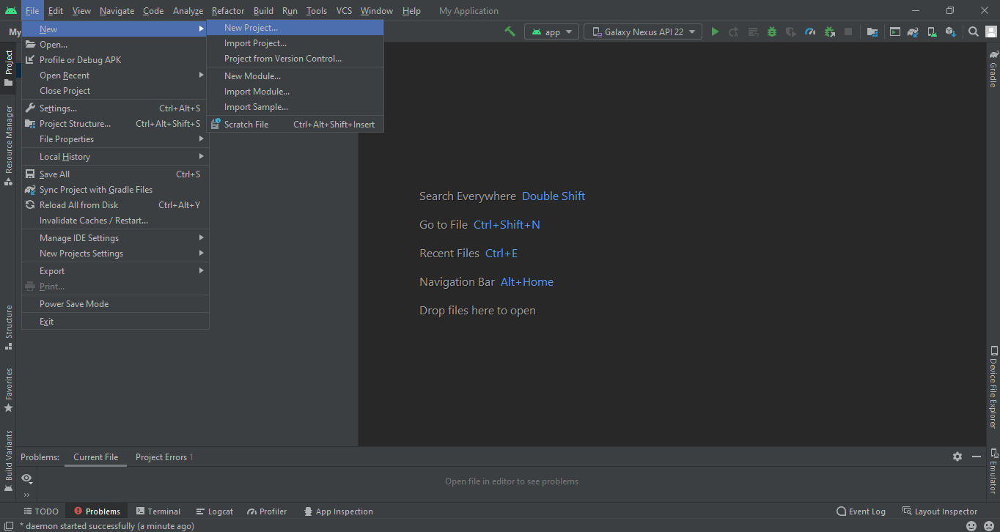 File Edit View Navigate Code Analyze Refactor Build Run Tools VCS Window Help My Application
My
app
Galaxy Nexus API 22
New
Open...
Profile or Debug APK
Open Recent
Close Project
Settings... Ctrl+Alt+S
Project Structure... Ctrl+Alt+Shift+S
File Properties
Local History
Save All Ctrl+S
Sync Project with Gradle Files
Reload All from Disk Ctrl+Alt+Y
Invalidate Caches / Restart...
Manage IDE Settings
New Projects Settings
Export
Print...
Power Save Mode
Exit
New Project...
Import Project...
Project from Version Control...
New Module...
Import Module...
Import Sample...
Scratch File Ctrl+Alt+Shift+Insert
Project
Resource Manager
Structure
Favorites
Build Variants
Search Everywhere Double Shift
Go to File Ctrl+Shift+N
Recent Files Ctrl+E
Navigation Bar Alt+Home
Drop files here to open
Gradle
Device File Explorer
Emulator
Problems: Current File Project Errors 1
Open file in editor to see problems
TODO Problems Terminal Logcat Profiler App Inspection Event Log Layout Inspector
* daemon started successfully (a minute ago)